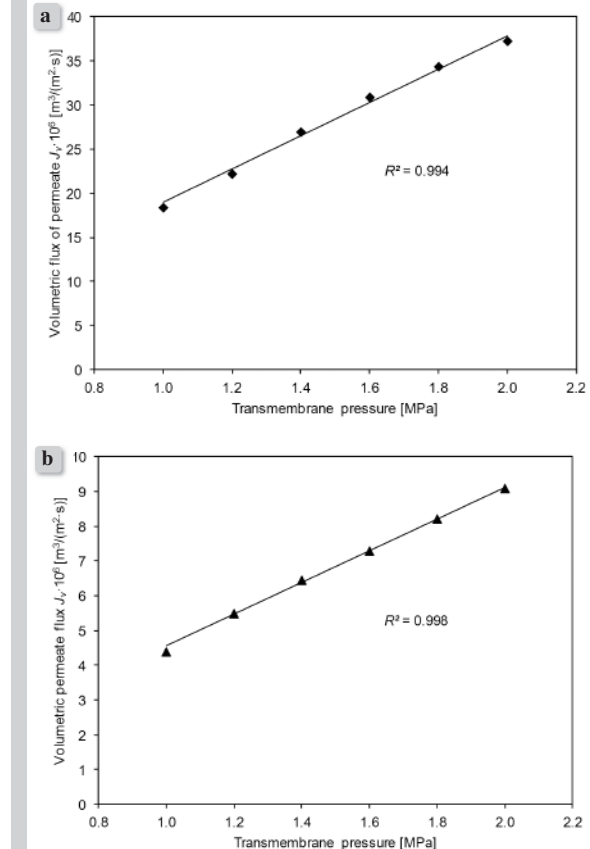 a
Volumetric flux of permeate Jᵥ·10⁶ [m³/(m²·s)]
40
35
30
25
20
15
10
5
0
R² = 0.994
0.8 1.0 1.2 1.4 1.6 1.8 2.0 2.2
Transmembrane pressure [MPa]
b
Volumetric permeate flux Jᵥ·10⁶ [m³/(m²·s)]
10
9
8
7
6
5
4
3
2
1
0
R² = 0.998
0.8 1.0 1.2 1.4 1.6 1.8 2.0 2.2
Transmembrane pressure [MPa]